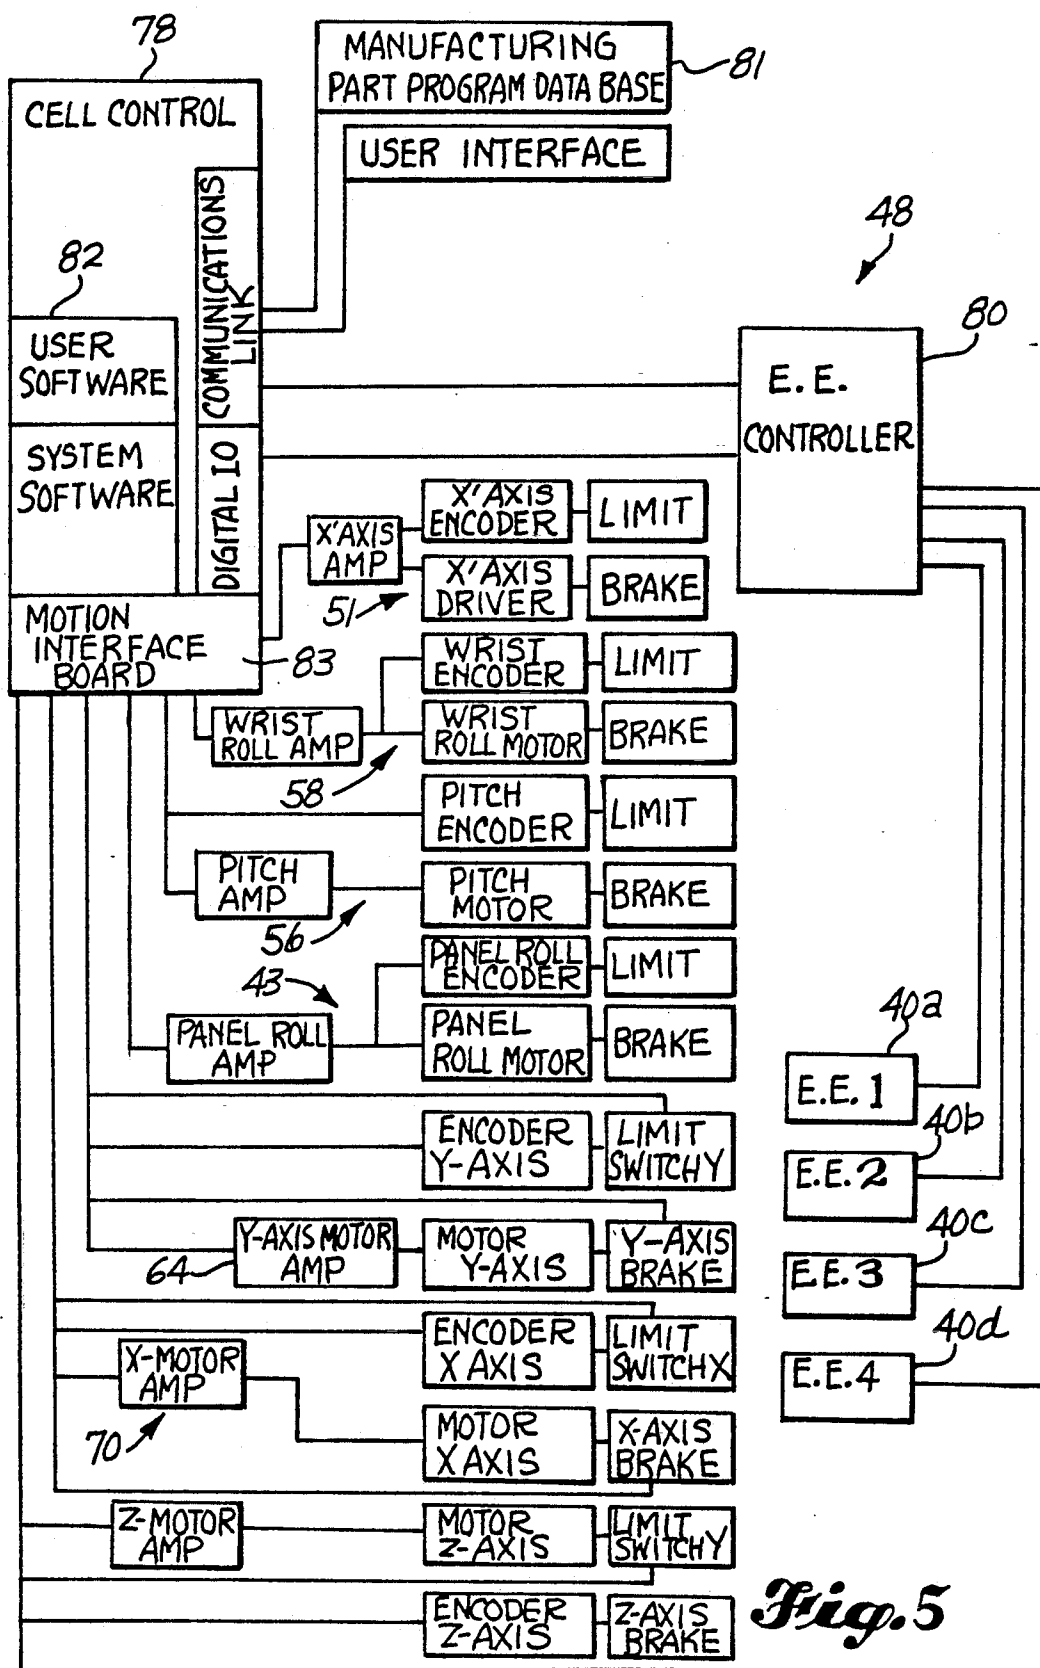 78
MANUFACTURING
PART PROGRAM DATA BASE
81
CELL CONTROL
USER INTERFACE
COMMUNICATIONS
LINK
48
82
80
USER
SOFTWARE
E.E.
CONTROLLER
SYSTEM
SOFTWARE
DIGITAL IO
X'AXIS
AMP
X'AXIS
ENCODER
LIMIT
51
X'AXIS
DRIVER
BRAKE
MOTION
INTERFACE
BOARD
83
WRIST
ENCODER
LIMIT
WRIST
ROLL AMP
WRIST
ROLL MOTOR
BRAKE
58
PITCH
ENCODER
LIMIT
PITCH
AMP
PITCH
MOTOR
BRAKE
56
PANEL ROLL
ENCODER
LIMIT
43
PANEL ROLL
AMP
PANEL
ROLL MOTOR
BRAKE
40a
E.E.1
ENCODER
Y-AXIS
LIMIT
SWITCHY
40b
E.E.2
Y-AXIS MOTOR
AMP
64
MOTOR
Y-AXIS
Y-AXIS
BRAKE
40c
E.E.3
ENCODER
X AXIS
LIMIT
SWITCHX
40d
E.E.4
X-MOTOR
AMP
70
MOTOR
X AXIS
X-AXIS
BRAKE
Z-MOTOR
AMP
MOTOR
Z-AXIS
LIMIT
SWITCHY
ENCODER
Z-AXIS
Z-AXIS
BRAKE
Fig.5